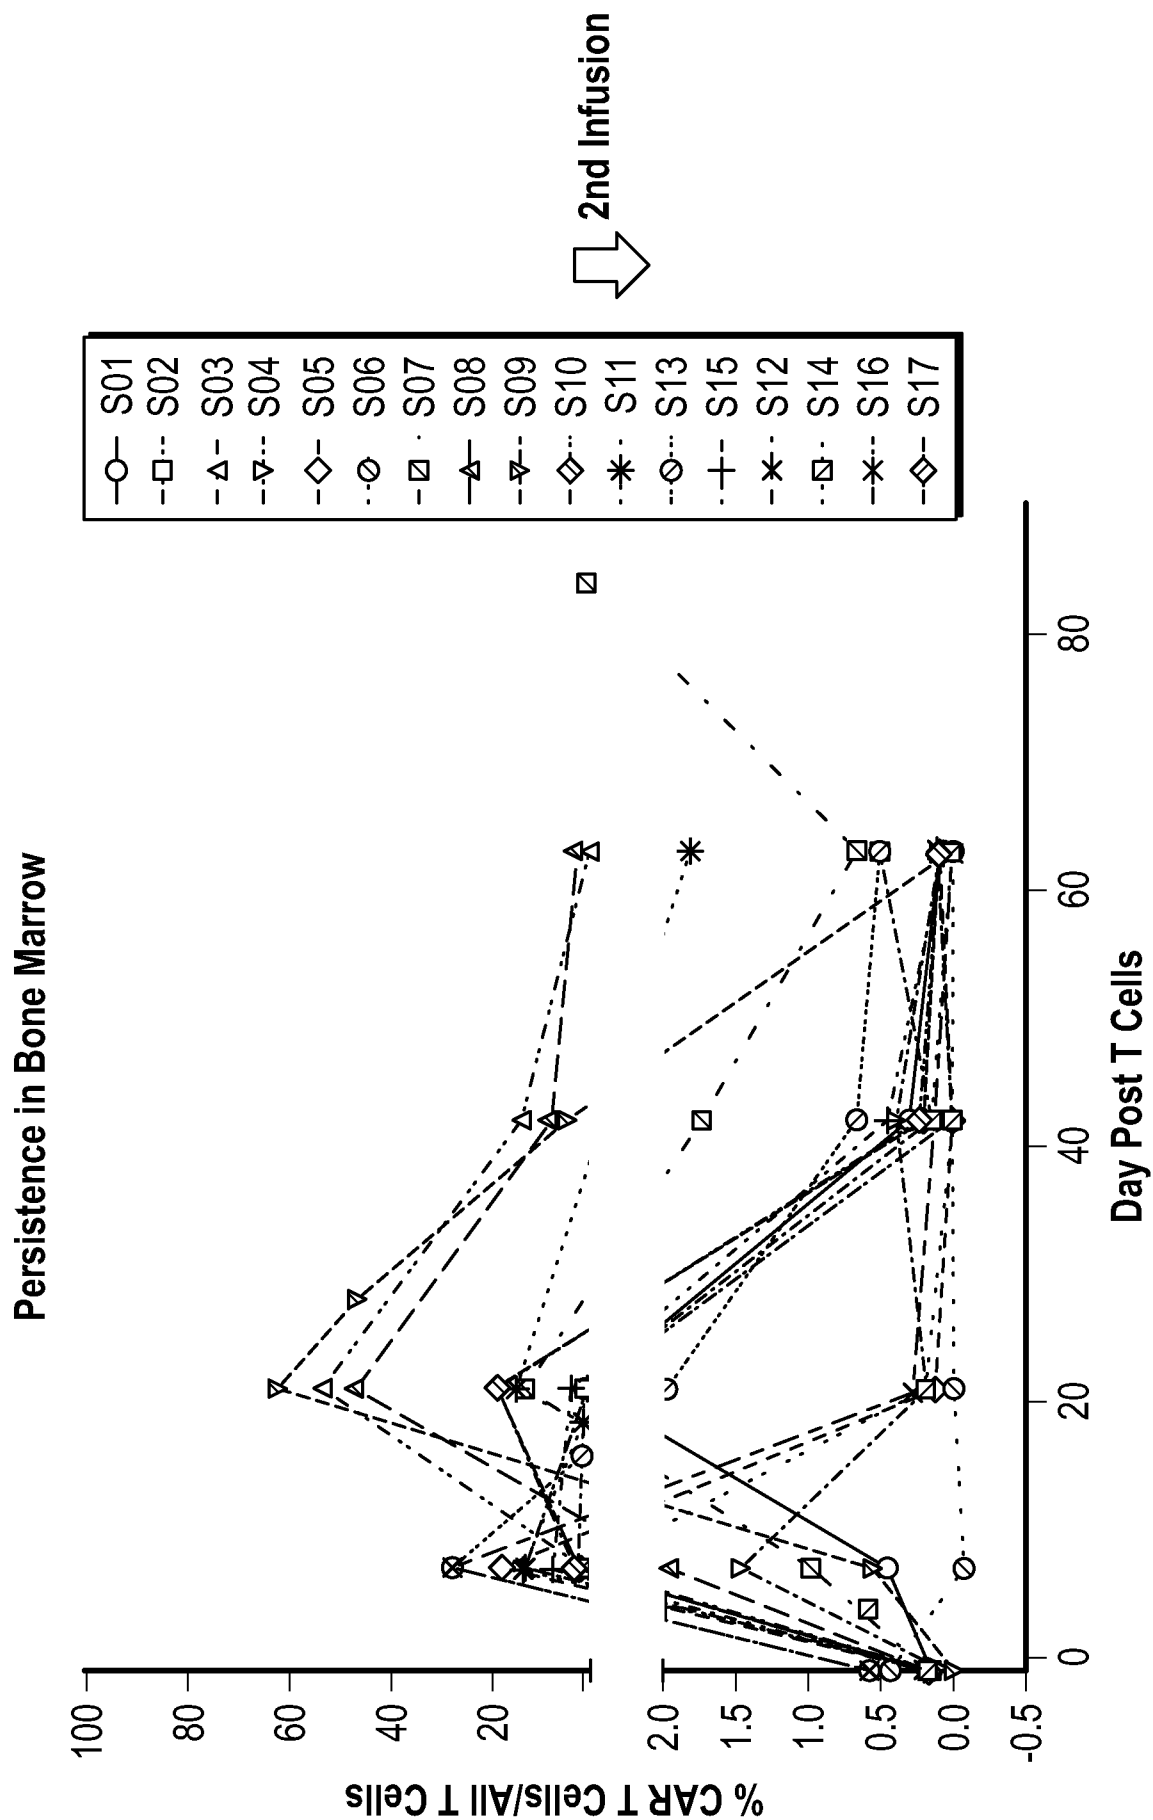 Persistence in Bone Marrow
% CAR T Cells/All T Cells
100
80
60
40
20
2.0
1.5
1.0
0.5
0.0
-0.5
0
20
40
60
80
Day Post T Cells
S01
S02
S03
S04
S05
S06
S07
S08
S09
S10
S11
S13
S15
S12
S14
S16
S17
2nd Infusion